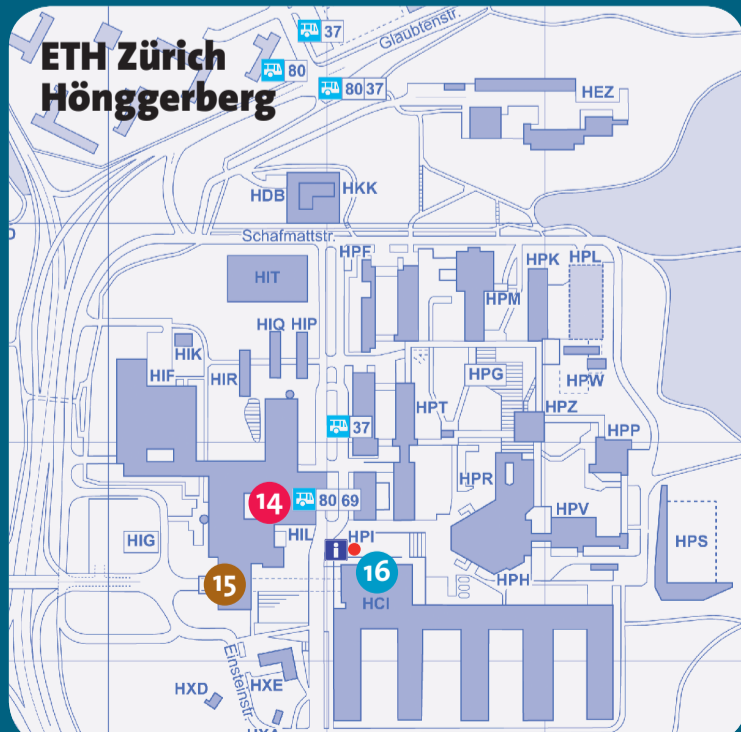 ETH Zürich
Hönggerberg
37
Glaubtenstr.
80
80 37
HEZ
HDB
HKK
Schafmattstr.
HPF
HPK
HPL
HIT
HPM
HIQ HIP
HIK
HIF
HIR
HPG
HPW
HPT
HPZ
37
HPP
HPR
14
80 69
HPV
HIG
HIL
i
HPI
HPS
15
16
HPH
HCI
Einsteinstr.
HXD
HXE